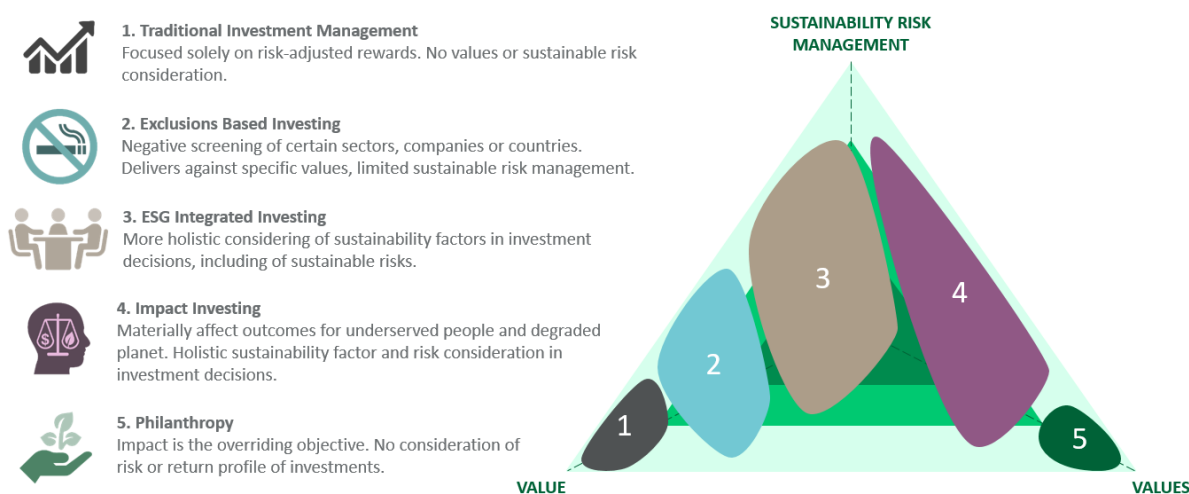 1. Traditional Investment Management
Focused solely on risk-adjusted rewards. No values or sustainable risk
consideration.
2. Exclusions Based Investing
Negative screening of certain sectors, companies or countries.
Delivers against specific values, limited sustainable risk management.
3. ESG Integrated Investing
More holistic considering of sustainability factors in investment
decisions, including of sustainable risks.
4. Impact Investing
Materially affect outcomes for underserved people and degraded
planet. Holistic sustainability factor and risk consideration in
investment decisions.
$
5. Philanthropy
Impact is the overriding objective. No consideration of
risk or return profile of investments.
SUSTAINABILITY RISK
MANAGEMENT
1
2
3
4
5
VALUE
VALUES